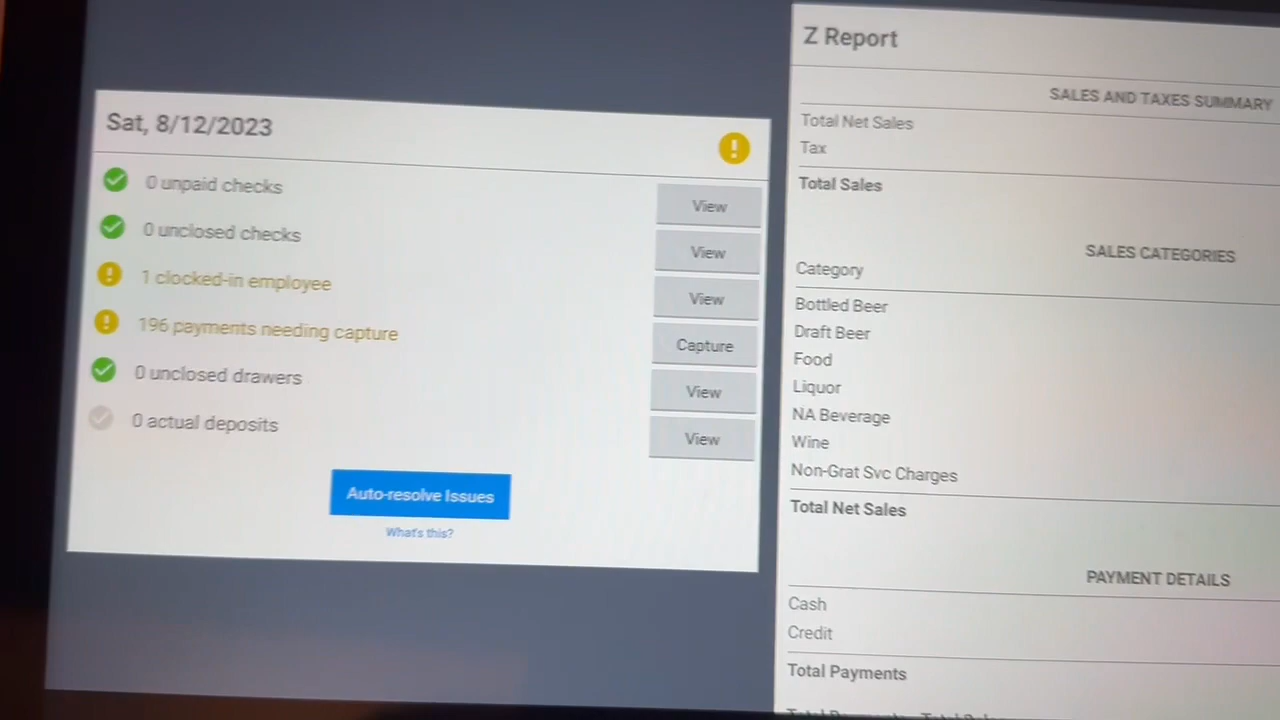 Sat, 8/12/2023
0 unpaid checks
View
0 unclosed checks
View
1 clocked-in employee
View
196 payments needing capture
Capture
0 unclosed drawers
View
0 actual deposits
View
Auto-resolve Issues
What's this?
Z Report
SALES AND TAXES SUMMARY
Total Net Sales
Tax
Total Sales
SALES CATEGORIES
Category
Bottled Beer
Draft Beer
Food
Liquor
NA Beverage
Wine
Non-Grat Svc Charges
Total Net Sales
PAYMENT DETAILS
Cash
Credit
Total Payments